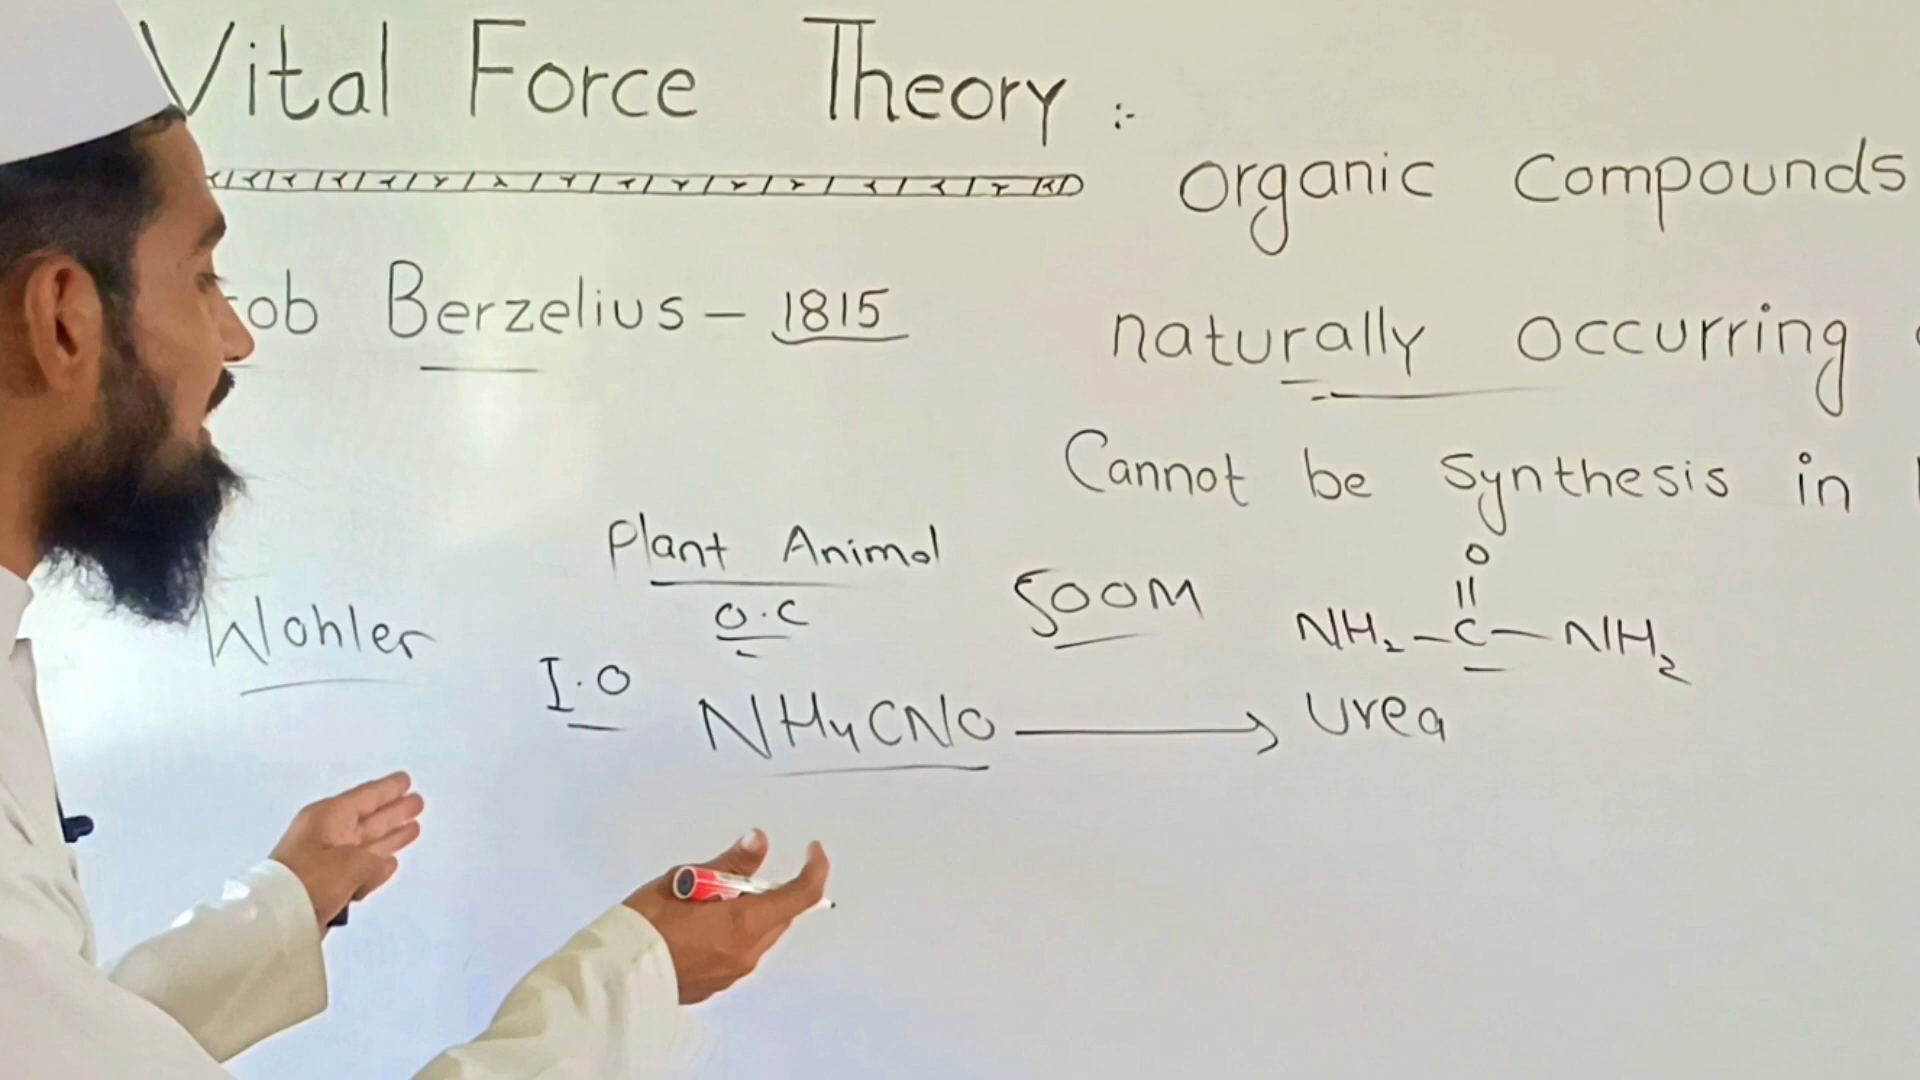 Vital Force Theory :-
organic Compounds
ob Berzelius - 1815
naturally occurring
Cannot be Synthesis in
Plant Animal
O.C
500M
O
||
NH₂-C-NH₂
Wohler
I.O
NH4CNO → Urea